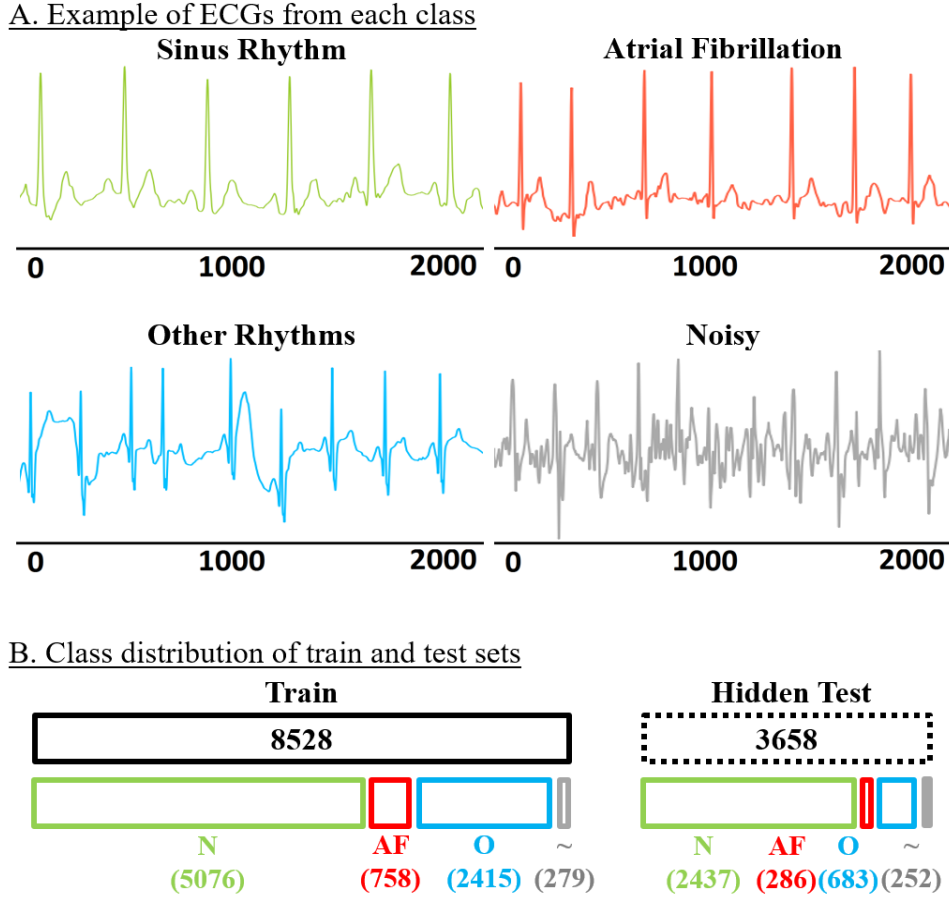 A. Example of ECGs from each class
Sinus Rhythm
Atrial Fibrillation
0 1000 2000
0 1000 2000
Other Rhythms
Noisy
0 1000 2000
0 1000 2000
B. Class distribution of train and test sets
Train
Hidden Test
8528
3658
N AF O ~
(5076) (758) (2415) (279)
N AF O ~
(2437) (286) (683) (252)